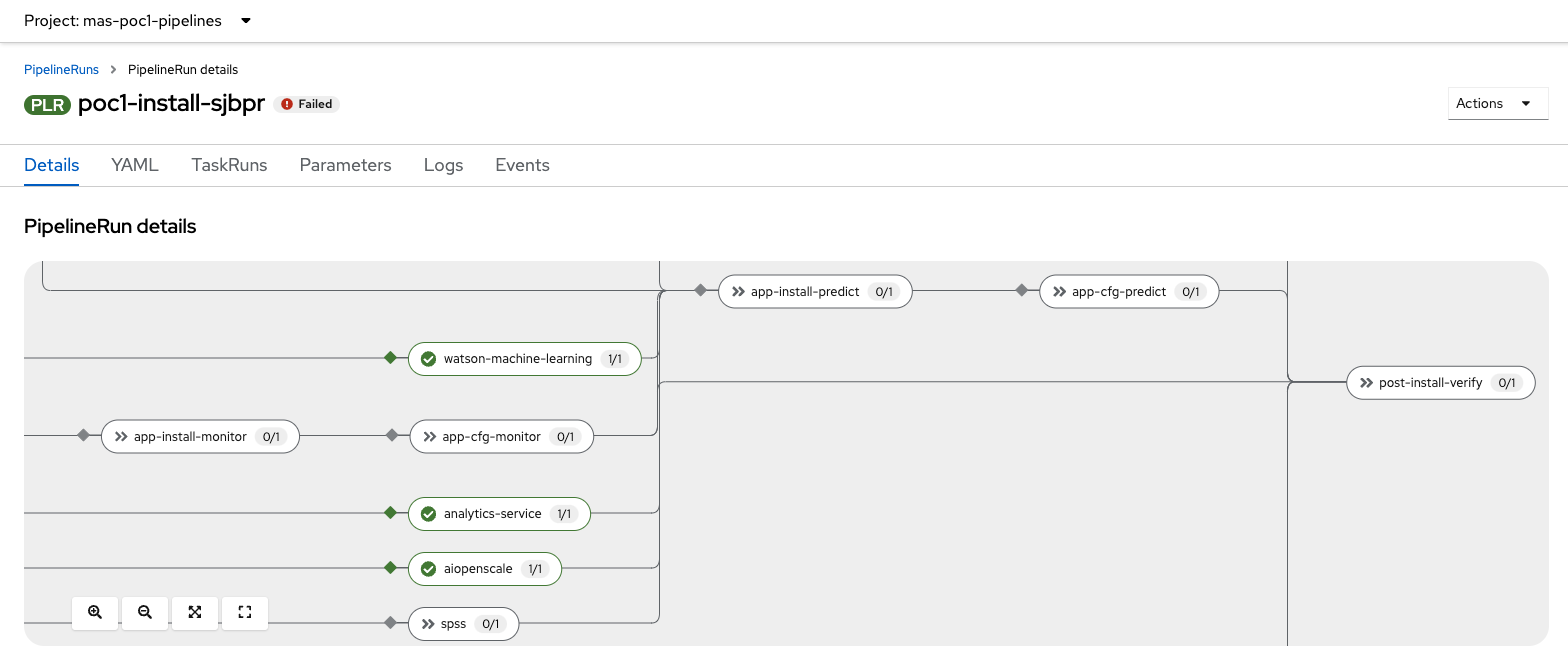 Project: mas-poc1-pipelines
PipelineRuns > PipelineRun details
PLR poc1-install-sjbpr Failed
Actions
Details YAML TaskRuns Parameters Logs Events
PipelineRun details
app-install-predict 0/1 app-cfg-predict 0/1
watson-machine-learning 1/1
post-install-verify 0/1
app-install-monitor 0/1 app-cfg-monitor 0/1
analytics-service 1/1
aiopenscale 1/1
spss 0/1